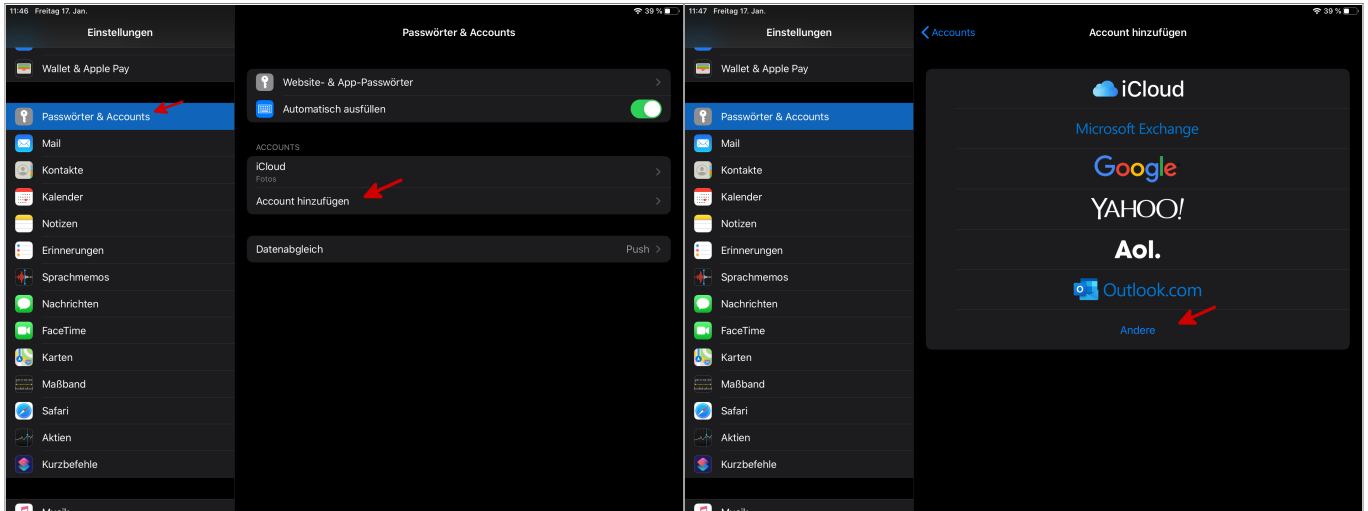 11:46 Freitag 17. Jan.
39 %
Einstellungen
Wallet & Apple Pay
Passwörter & Accounts
Mail
Kontakte
Kalender
Notizen
Erinnerungen
Sprachmemos
Nachrichten
FaceTime
Karten
Maßband
Safari
Aktien
Kurzbefehle
Musik
Passwörter & Accounts
Website- & App-Passwörter
Automatisch ausfüllen
ACCOUNTS
iCloud
Fotos
Account hinzufügen
Datenabgleich Push
11:47 Freitag 17. Jan.
39 %
Einstellungen
Wallet & Apple Pay
Passwörter & Accounts
Mail
Kontakte
Kalender
Notizen
Erinnerungen
Sprachmemos
Nachrichten
FaceTime
Karten
Maßband
Safari
Aktien
Kurzbefehle
Musik
Accounts
Account hinzufügen
iCloud
Microsoft Exchange
Google
YAHOO!
Aol.
Outlook.com
Andere